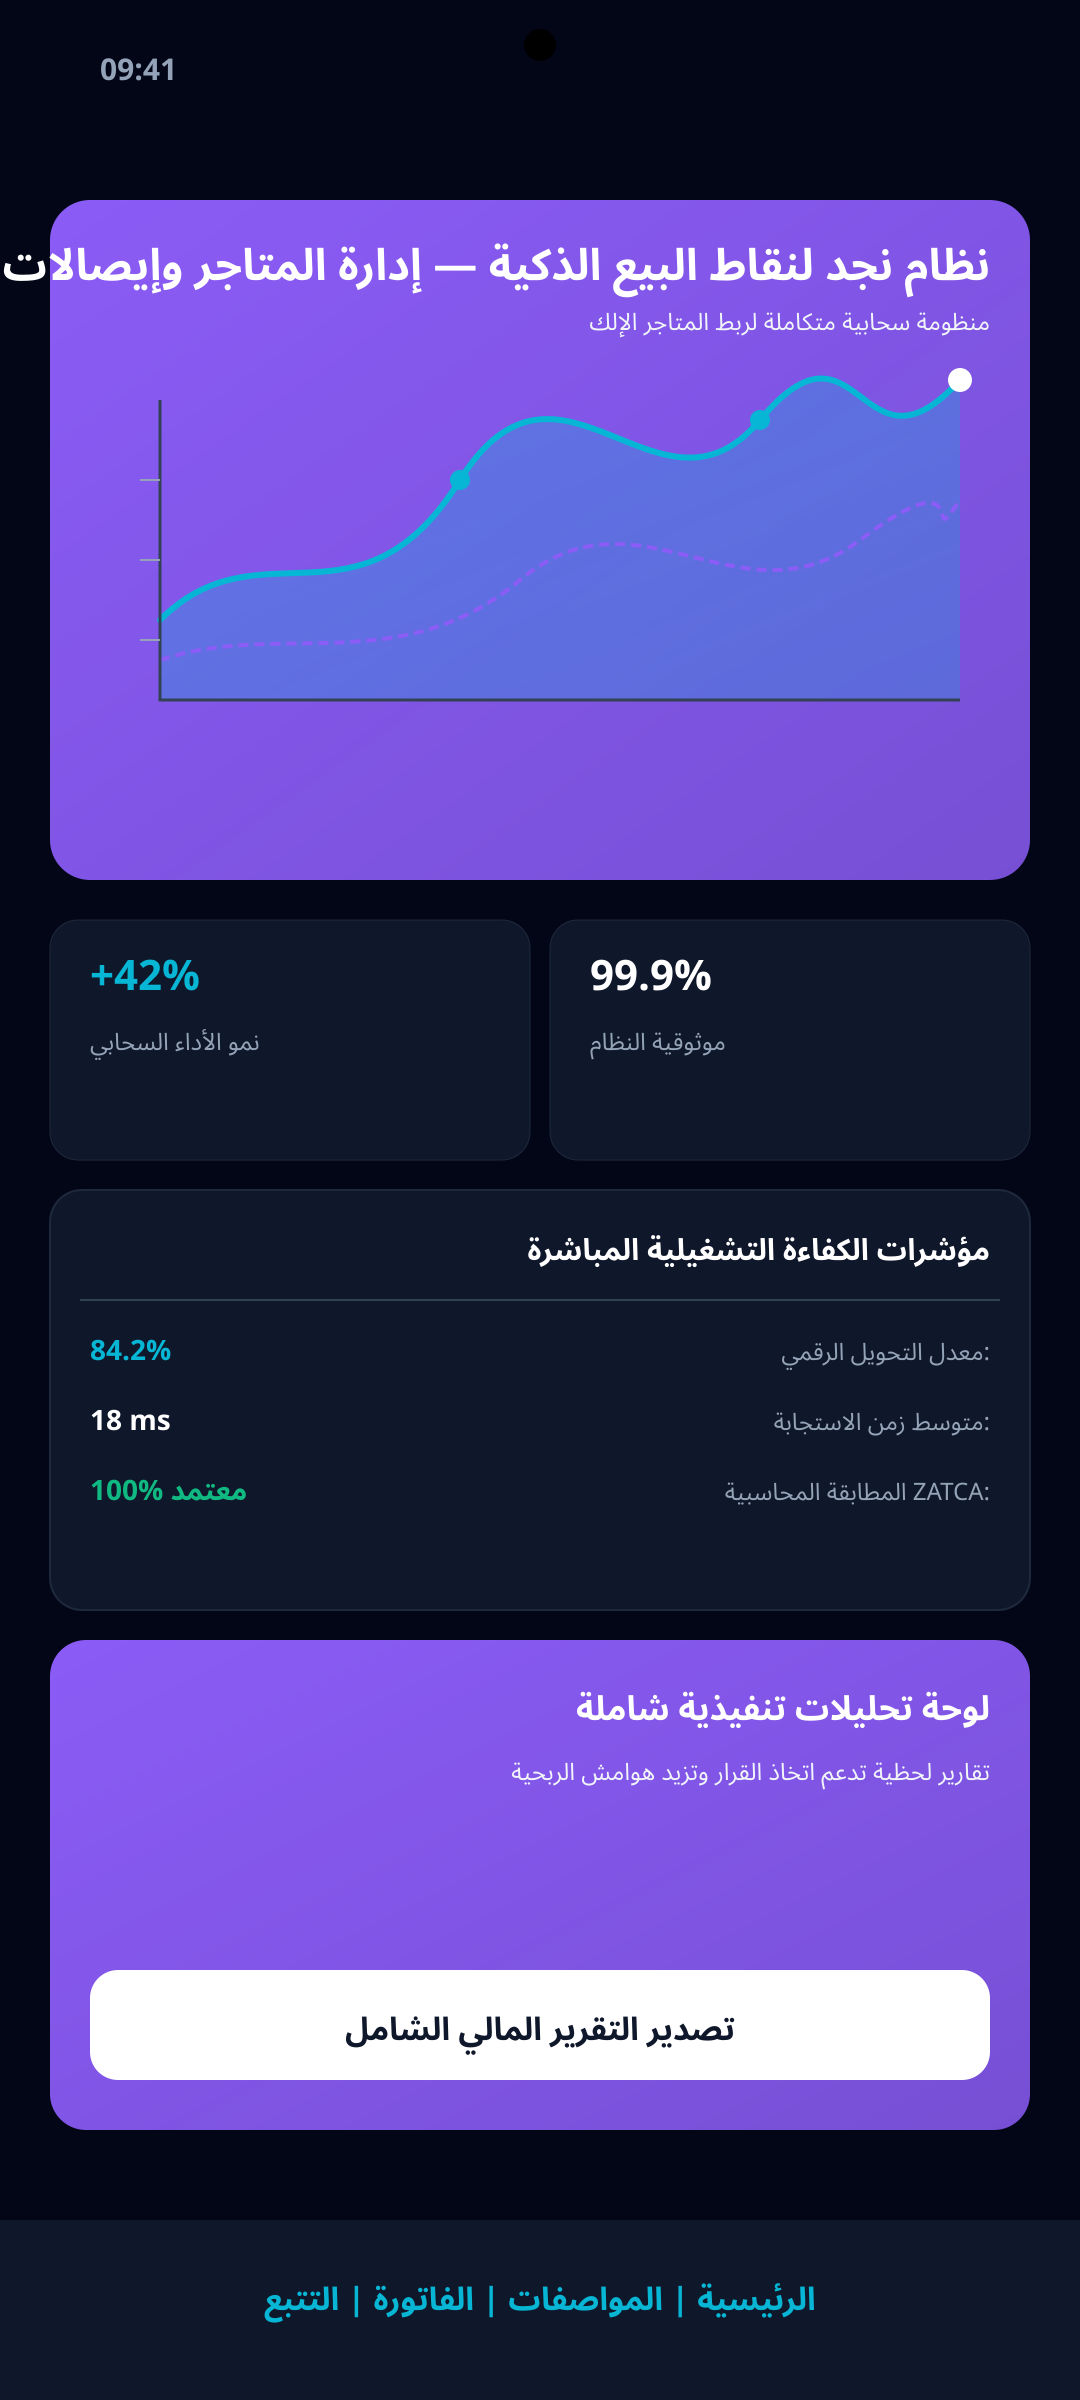 09:41
نظام نجد لنقاط البيع الذكية — إدارة المتاجر وإيصالات
منظومة سحابية متكاملة لربط المتاجر الإلك
99.9%
موثوقية النظام
+42%
نمو الأداء السحابي
مؤشرات الكفاءة التشغيلية المباشرة
معدل التحويل الرقمي:
84.2%
متوسط زمن الاستجابة:
18 ms
المطابقة المحاسبية ZATCA:
100% معتمد
لوحة تحليلات تنفيذية شاملة
تقارير لحظية تدعم اتخاذ القرار وتزيد هوامش الربحية
تصدير التقرير المالي الشامل
الرئيسية | المواصفات | الفاتورة | التتبع